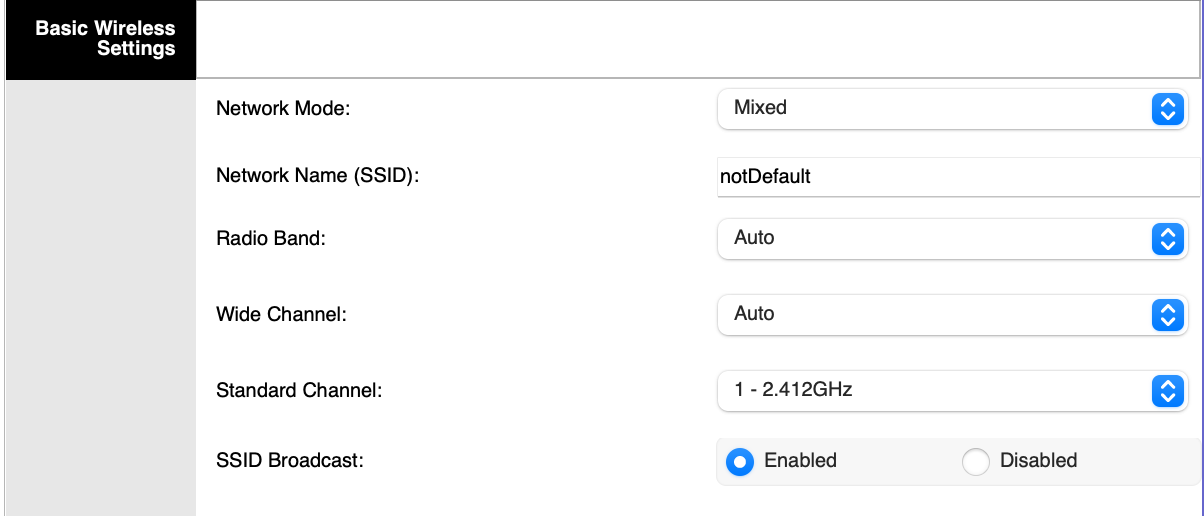 Basic Wireless
Settings
Network Mode: Mixed
Network Name (SSID): notDefault
Radio Band: Auto
Wide Channel: Auto
Standard Channel: 1 - 2.412GHz
SSID Broadcast: Enabled Disabled